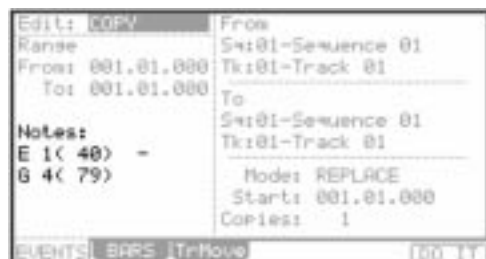 Edit: COPY
Range
From: 001.01.000
To: 001.01.000
Notes:
E 1( 40) -
G 4( 79)
From
Sq:01-Sequence 01
Tk:01-Track 01
To
Sq:01-Sequence 01
Tk:01-Track 01
Mode: REPLACE
Start: 001.01.000
Copies: 1
EVENTS BARS TrMove DO IT